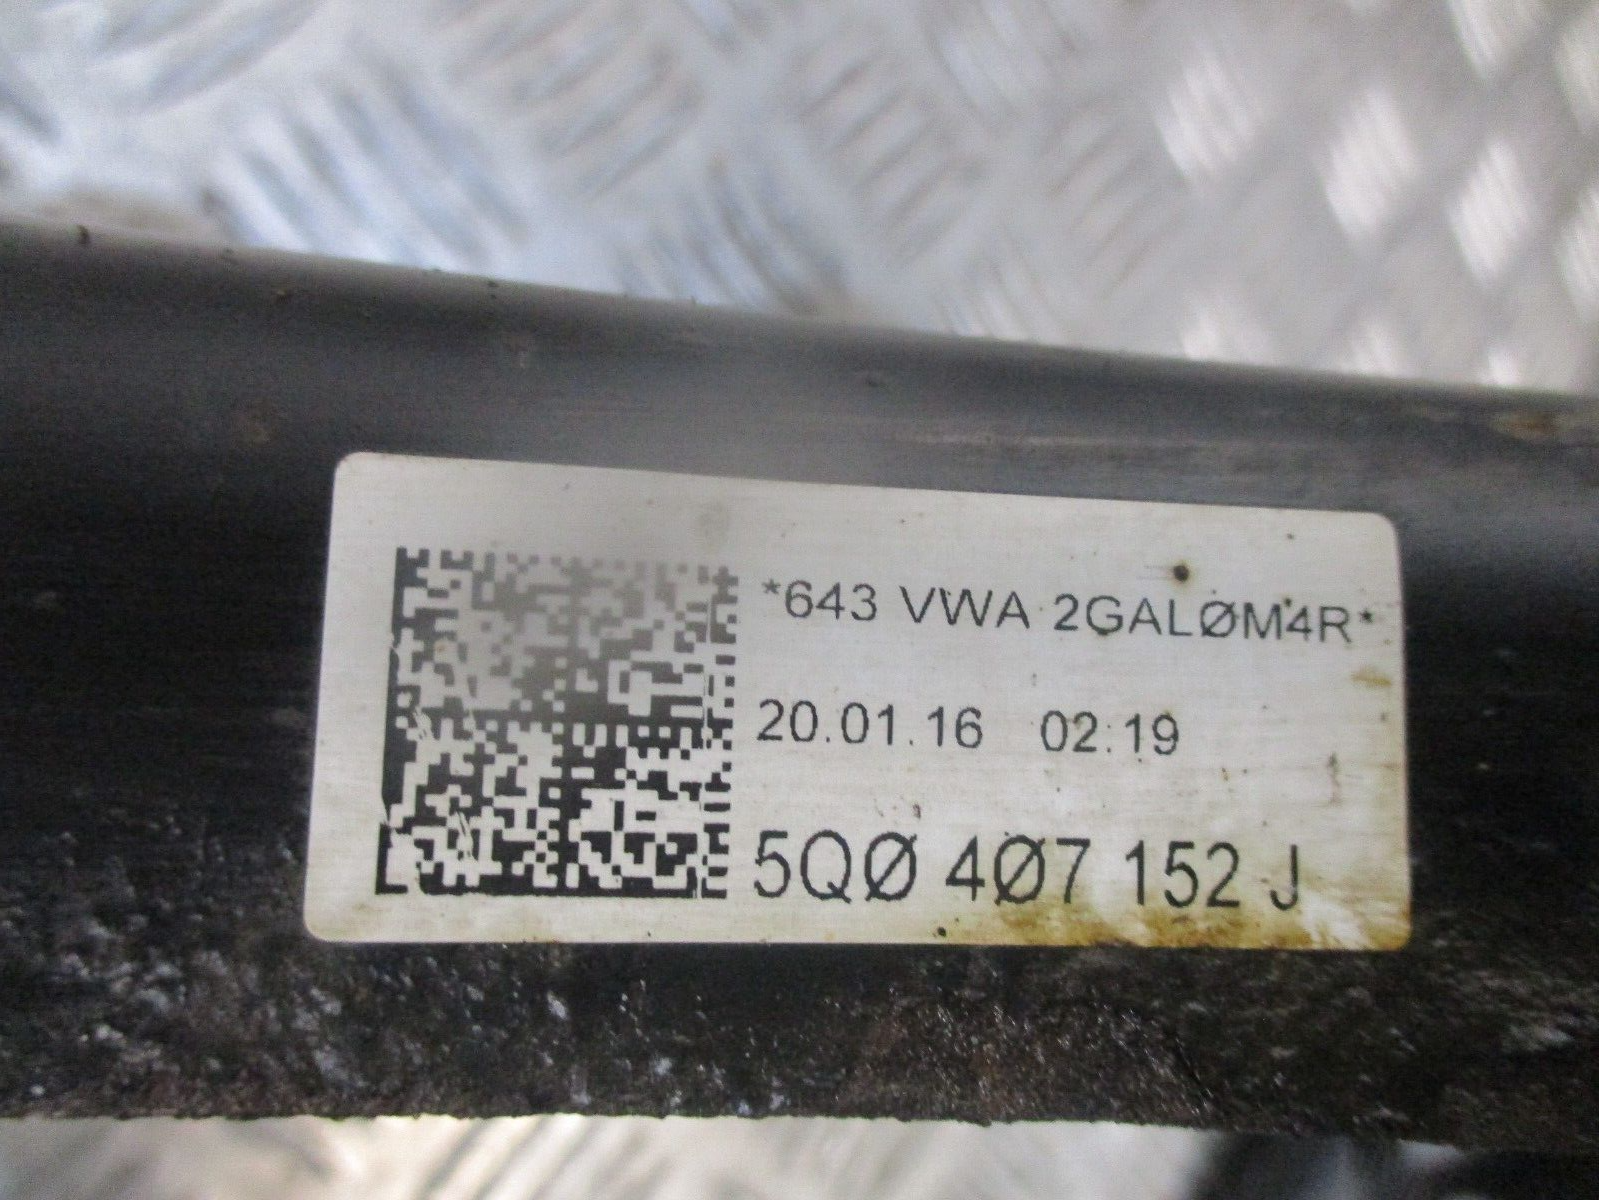 *643 VWA 2GALØM4R*
20.01.16 02:19
5QØ 4Ø7 152 J